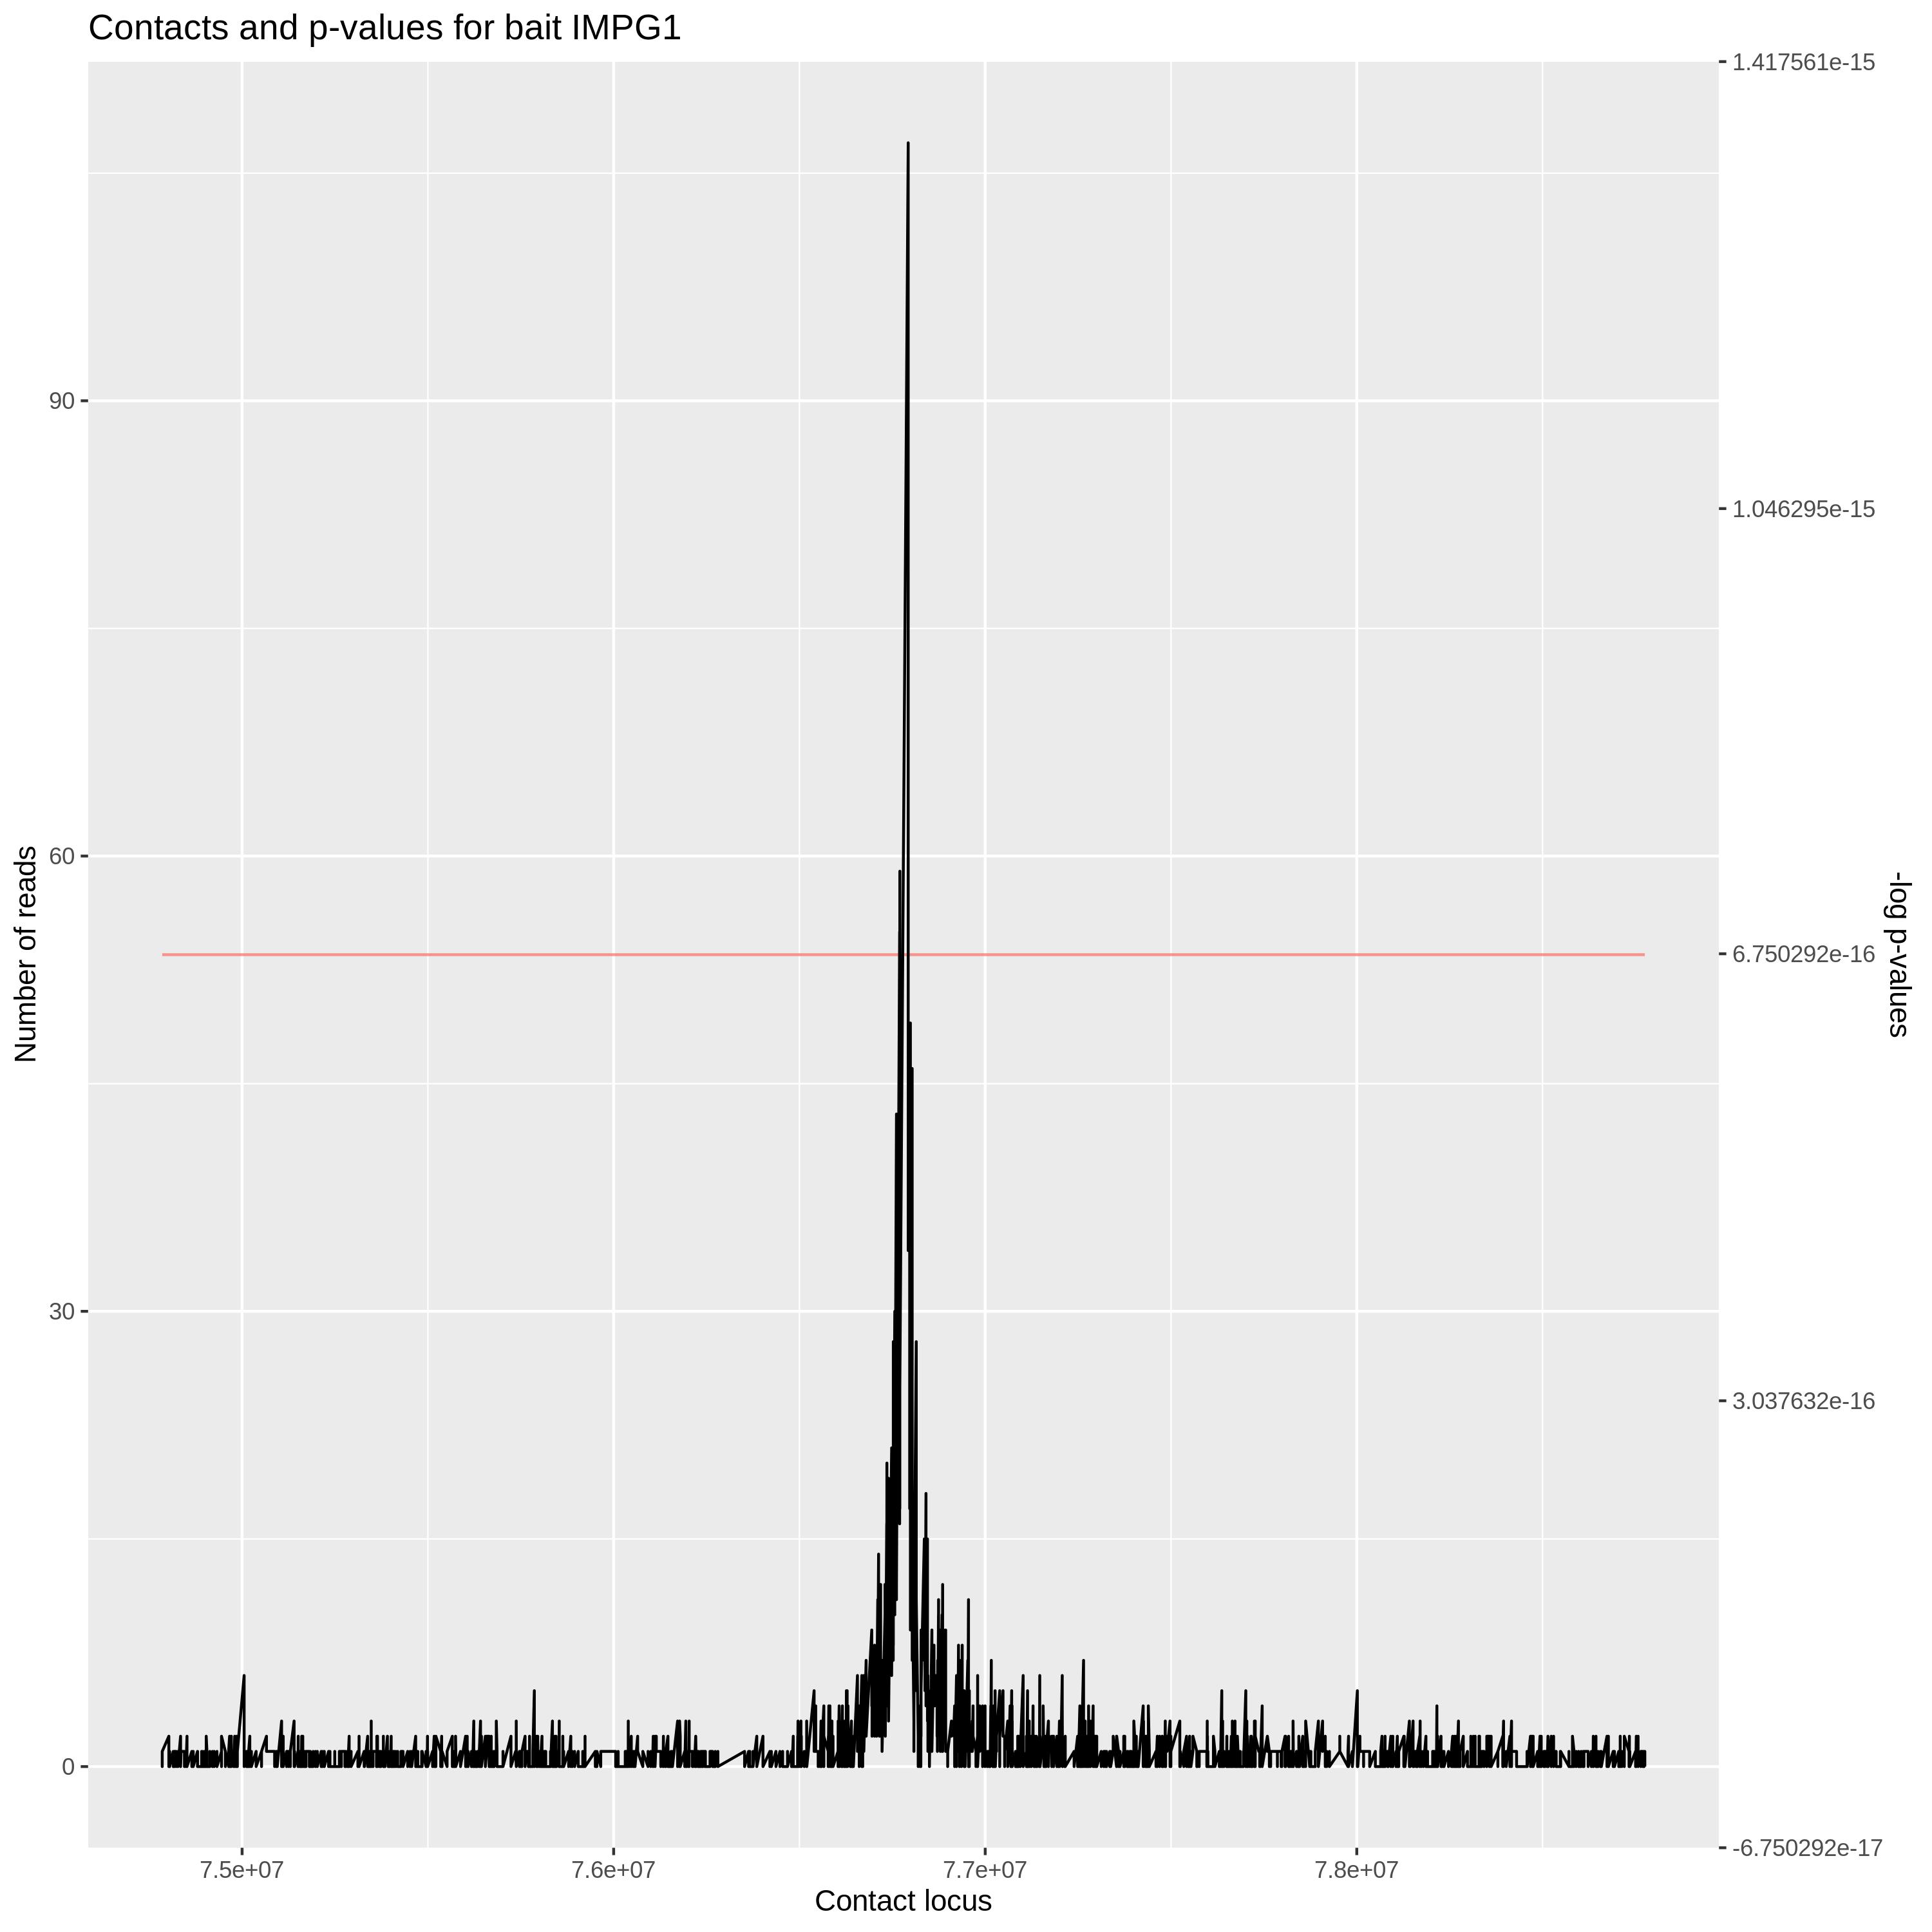 Contacts and p-values for bait IMPG1
1.417561e-15
90
1.046295e-15
60
6.750292e-16
30
3.037632e-16
0
-6.750292e-17
Number of reads
-log p-values
7.5e+07
7.6e+07
7.7e+07
7.8e+07
Contact locus